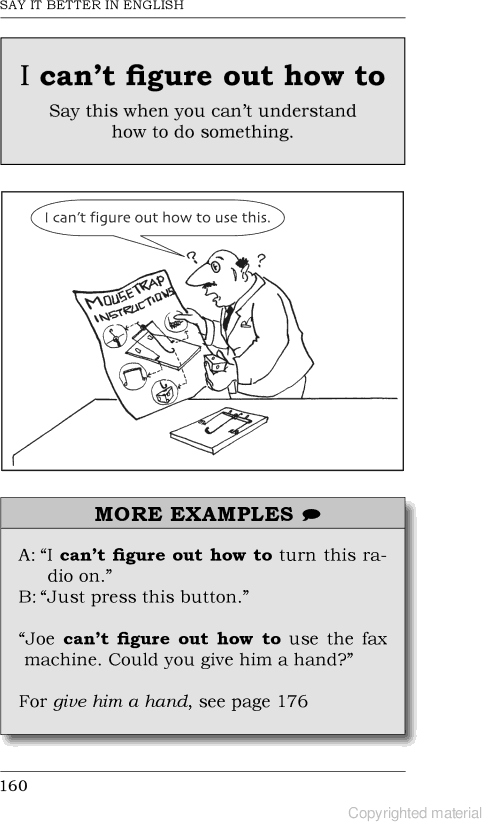 SAY IT BETTER IN ENGLISH
I can't figure out how to
Say this when you can't understand
how to do something.
I can't figure out how to use this.
? ?
MOUSETRAP
INSTRUCTIONS
MORE EXAMPLES
A: “I can't figure out how to turn this ra-
dio on.”
B: “Just press this button.”
“Joe can't figure out how to use the fax
machine. Could you give him a hand?”
For give him a hand, see page 176
160
Copyrighted material